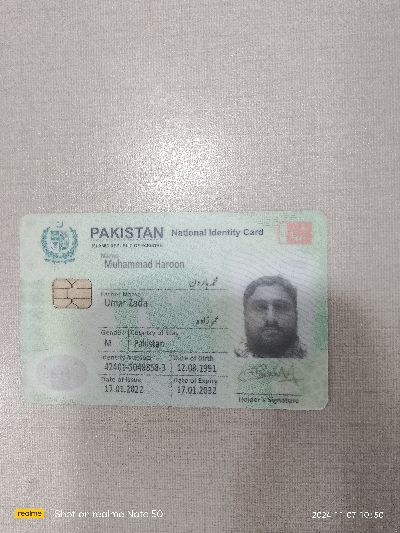 PAKISTAN National Identity Card
ISLAMIC REPUBLIC OF PAKISTAN
Name
Muhammad Haroon
محمد ہارون
Father Name
Umar Zada
عمر زادہ
Gender Country of Stay
M Pakistan
Identity Number Date of Birth
42401-5048858-3 12.08.1991
Date of Issue Date of Expiry
17.01.2022 17.01.2032
Holder's Signature
realme Shot on realme Note 50 2024.11.07 10:50